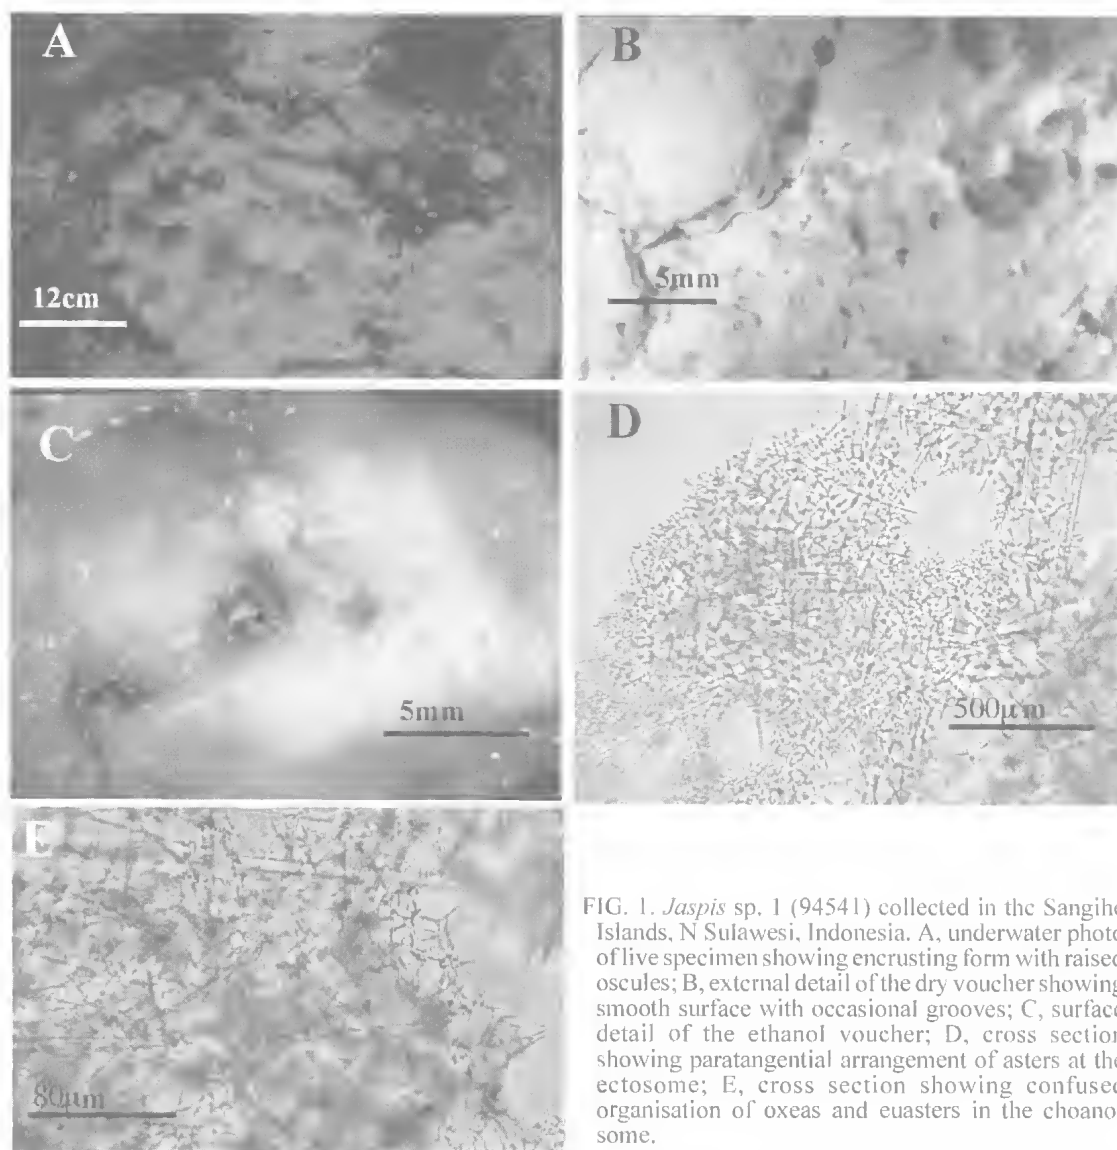 A
B
12cm
5mm
C
D
5mm
500µm
E
80µm
FIG. 1. Jaspis sp. 1 (94541) collected in the Sangihe
Islands, N Sulawesi, Indonesia. A, underwater photo
of live specimen showing encrusting form with raised
oscules; B, external detail of the dry voucher showing
smooth surface with occasional grooves; C, surface
detail of the ethanol voucher; D, cross section
showing paratangential arrangement of asters at the
ectosome; E, cross section showing confused
organisation of oxeas and euasters in the choano-
some.